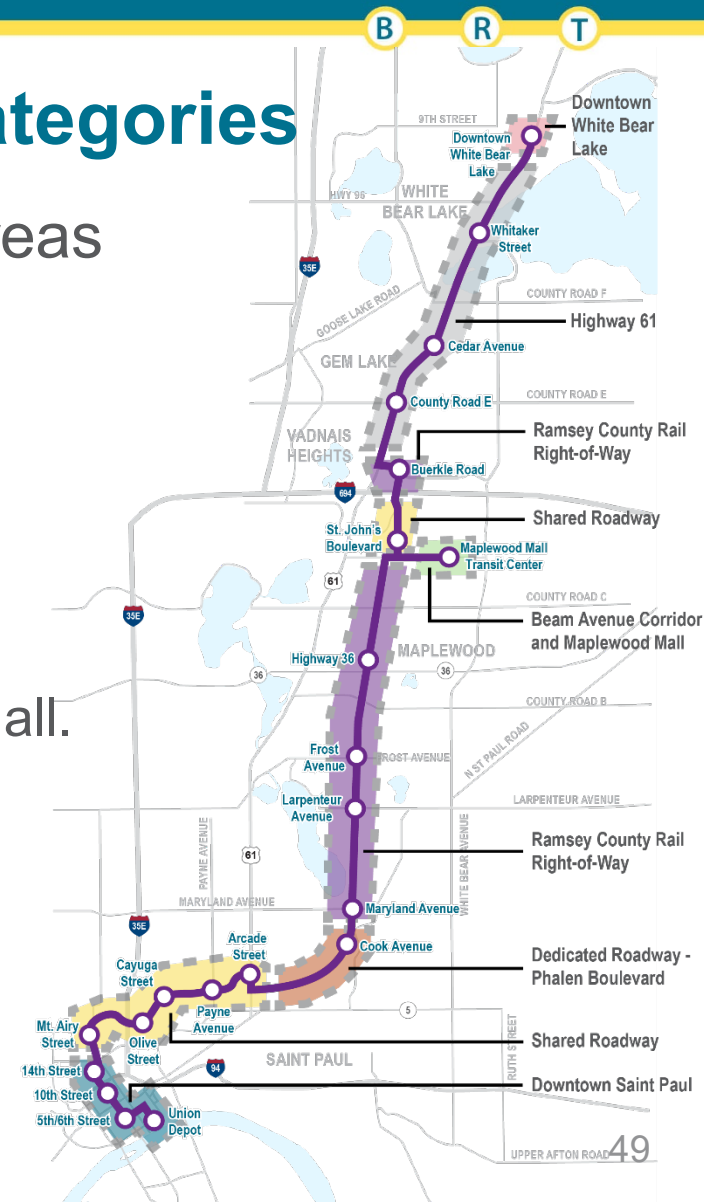 B R T
ategories
eas
all.
Downtown
White Bear
Lake
9TH STREET
Downtown
White Bear
Lake
HWY 96
WHITE
BEAR LAKE
Whitaker
Street
35E
COUNTY ROAD F
GOOSE LAKE ROAD
Highway 61
Cedar Avenue
GEM LAKE
County Road E
COUNTY ROAD E
VADNAIS
HEIGHTS
Ramsey County Rail
Right-of-Way
Buerkle Road
694
Shared Roadway
St. John's
Boulevard
Maplewood Mall
Transit Center
61
COUNTY ROAD C
35E
Beam Avenue Corridor
and Maplewood Mall
MAPLEWOOD
Highway 36
36
36
COUNTY ROAD B
N ST PAUL ROAD
Frost
Avenue
FROST AVENUE
Larpenteur
Avenue
LARPENTEUR AVENUE
PAYNE AVENUE
61
WHITE BEAR AVENUE
Ramsey County Rail
Right-of-Way
MARYLAND AVENUE
Maryland Avenue
35E
Arcade
Street
Cook Avenue
Cayuga
Street
Dedicated Roadway -
Phalen Boulevard
Payne
Avenue
5
Mt. Airy
Street
Olive
Street
RUTH STREET
Shared Roadway
14th Street
94
SAINT PAUL
Downtown Saint Paul
10th Street
5th/6th Street
Union
Depot
UPPER AFTON ROAD
49